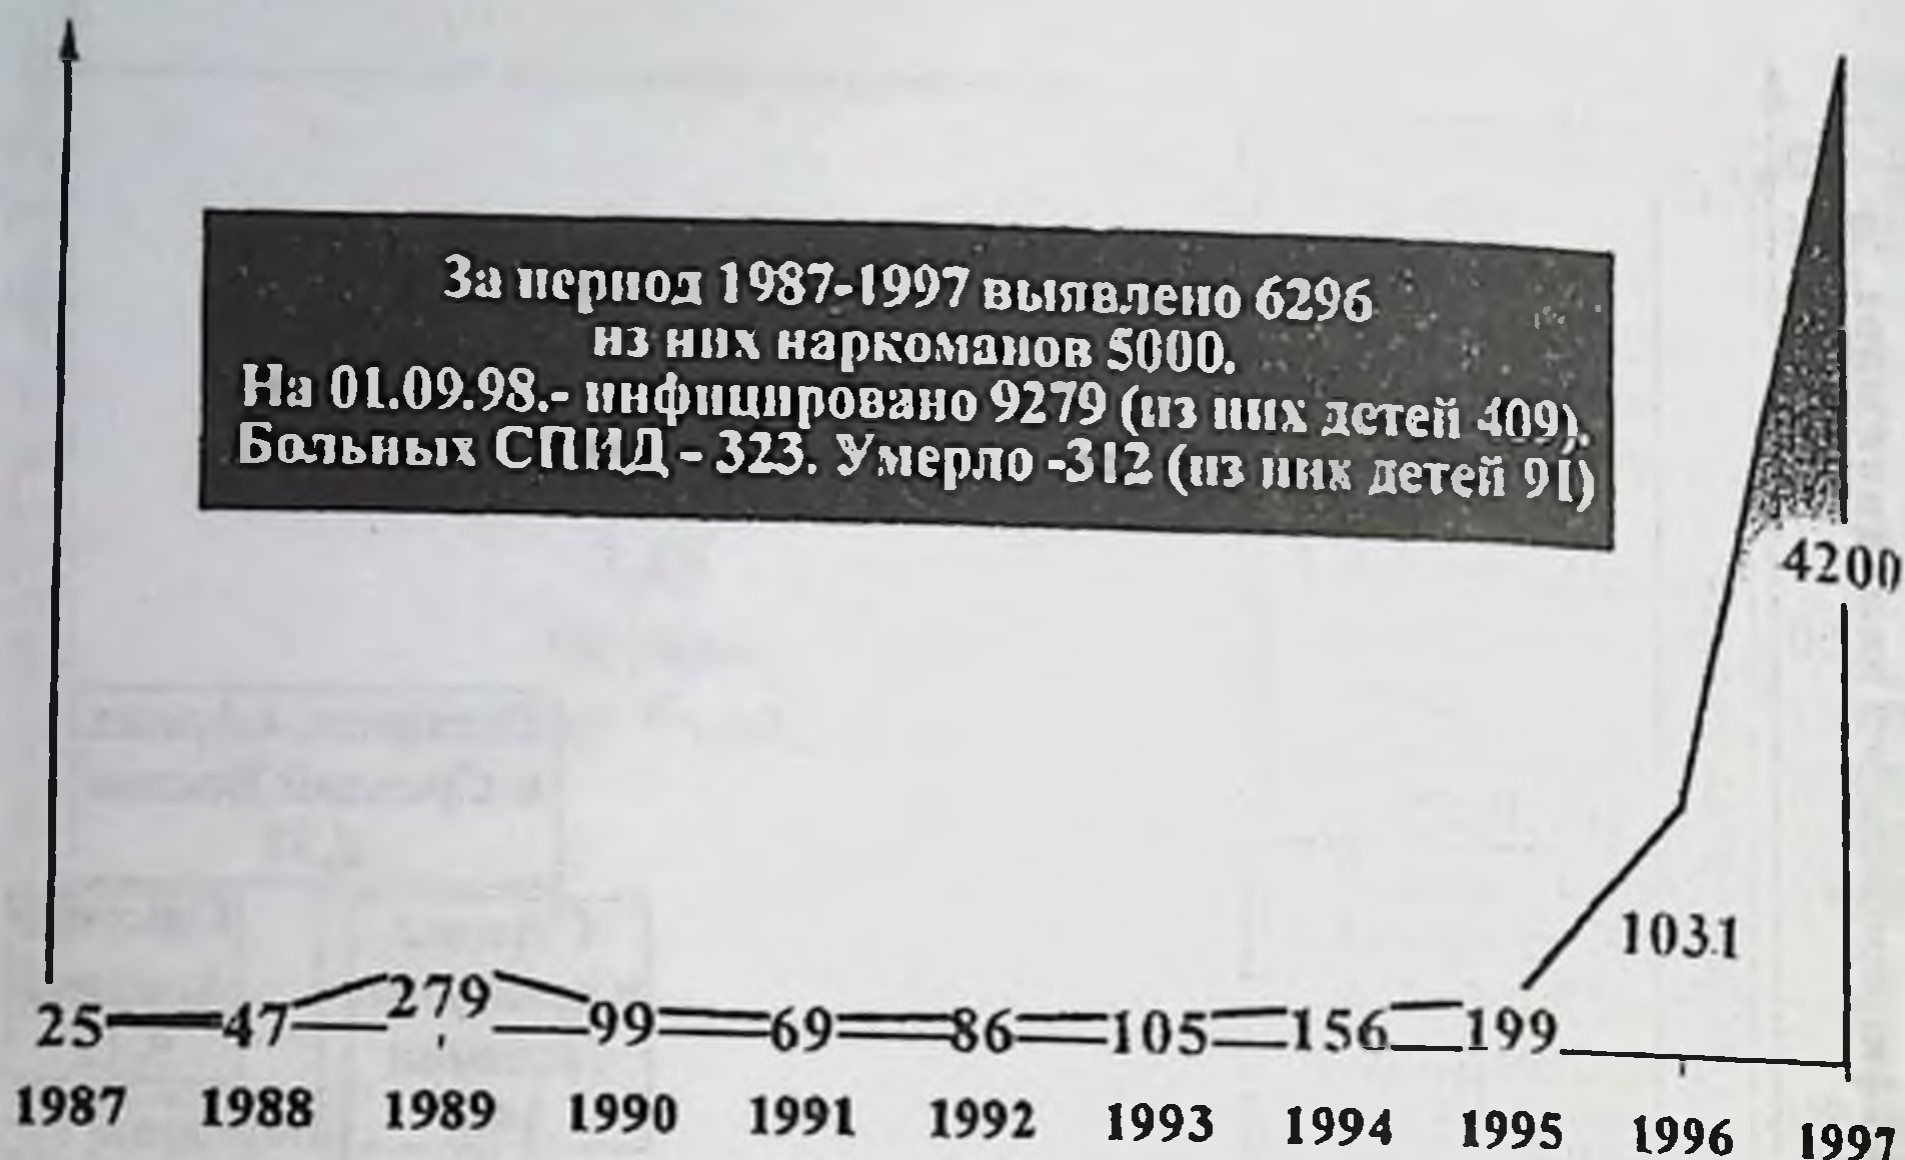 За период 1987-1997 выявлено 6296
из них наркоманов 5000.
На 01.09.98.- инфицировано 9279 (из них детей 409).
Больных СПИД - 323. Умерло -312 (из них детей 91)
4200
1031
25 47 279 99 69 86 105 156 199
1987 1988 1989 1990 1991 1992 1993 1994 1995 1996 1997